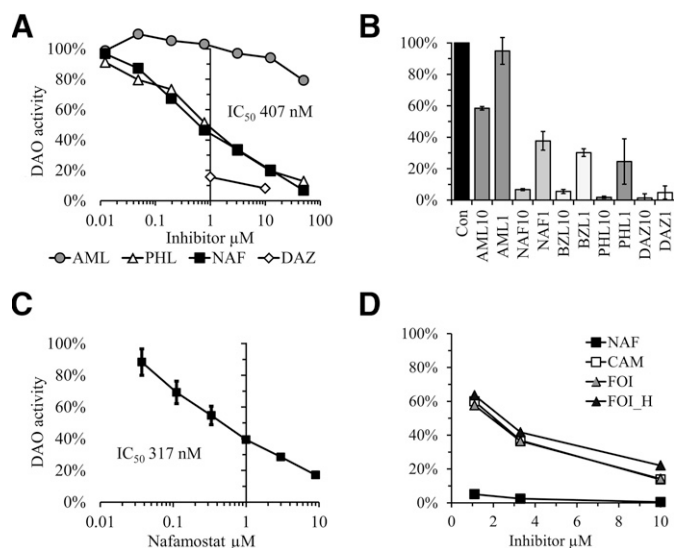 A
100%
80%
60%
40%
20%
0%
DAO activity
IC50 407 nM
0.01 0.1 1 10 100
Inhibitor µM
AML PHL NAF DAZ
B
100%
80%
60%
40%
20%
0%
Con
AML10
AML1
NAF10
NAF1
BZL10
BZL1
PHL10
PHL1
DAZ10
DAZ1
C
100%
80%
60%
40%
20%
0%
DAO activity
IC50 317 nM
0.01 0.1 1 10
Nafamostat µM
D
100%
80%
60%
40%
20%
0%
NAF
CAM
FOI
FOI_H
0 2 4 6 8 10
Inhibitor µM